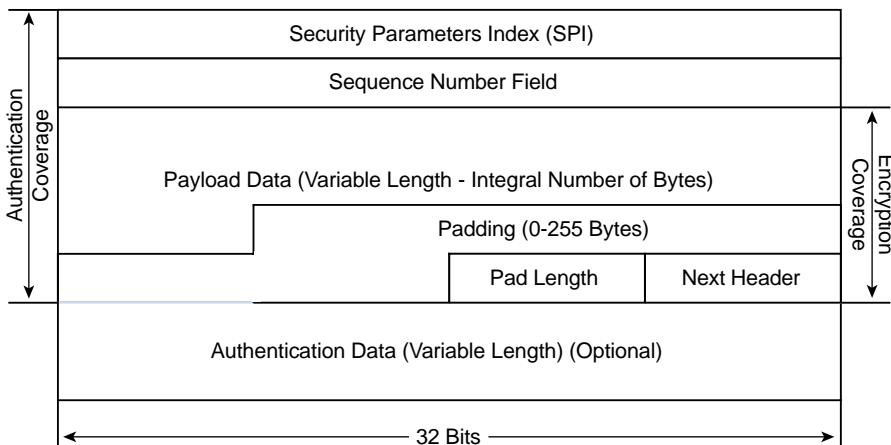 Security Parameters Index (SPI)
Sequence Number Field
Authentication
Coverage
Payload Data (Variable Length - Integral Number of Bytes)
Encryption
Coverage
Padding (0-255 Bytes)
Pad Length
Next Header
Authentication Data (Variable Length) (Optional)
32 Bits